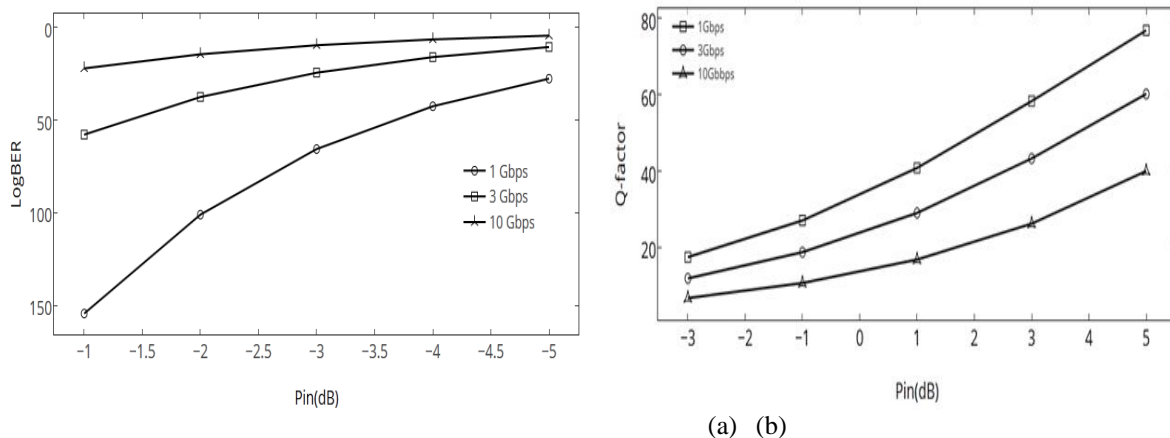 0
50
100
150
LogBER
1 Gbps
3 Gbps
10 Gbps
−1 −1.5 −2 −2.5 −3 −3.5 −4 −4.5 −5
Pin(dB)
80
60
40
20
Q-factor
1Gbps
3Gbps
10Gbbps
−3 −2 −1 0 1 2 3 4 5
Pin(dB)
(a) (b)